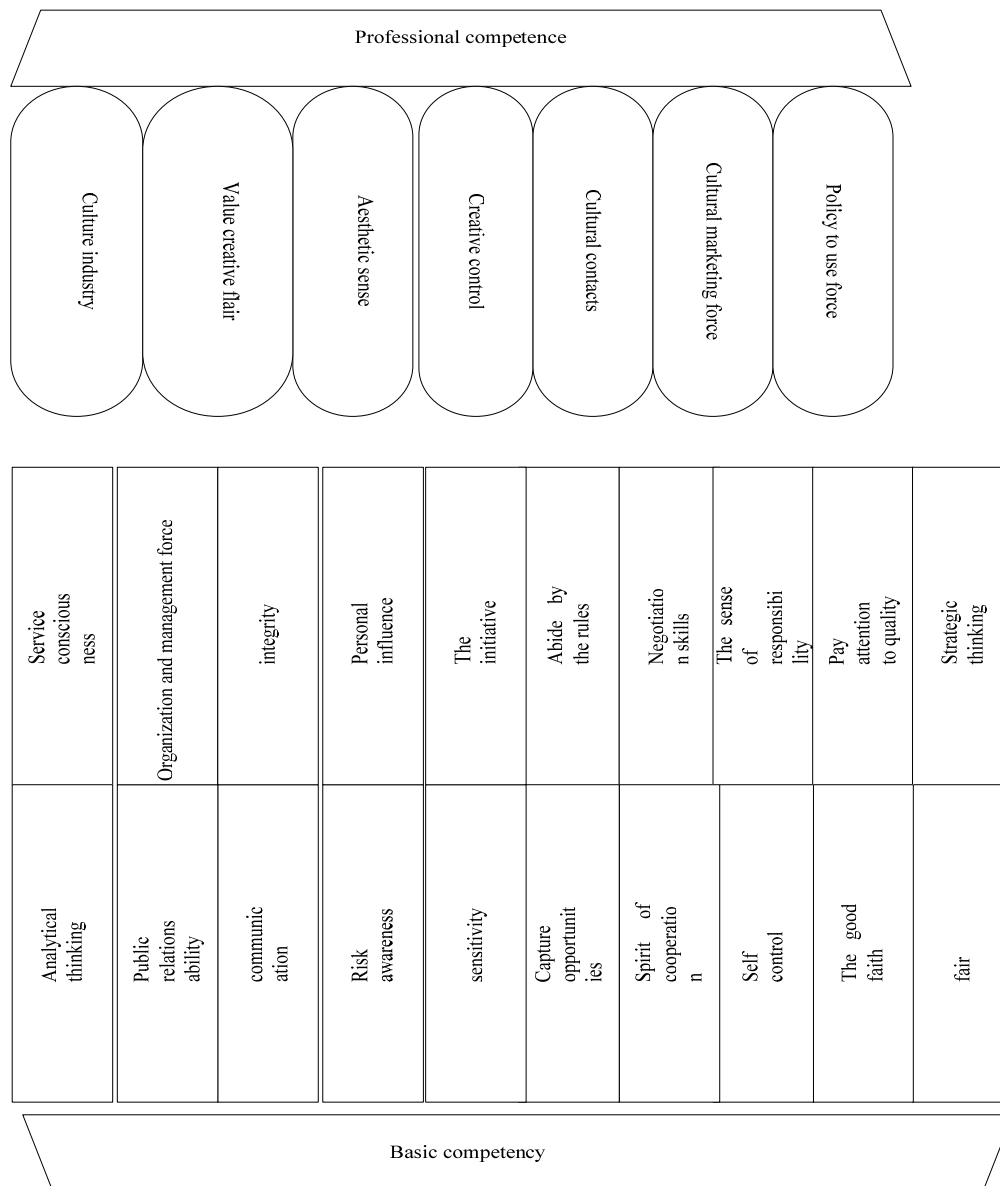 Professional competence
Culture industry
Value creative flair
Aesthetic sense
Creative control
Cultural contacts
Cultural marketing force
Policy to use force
Service
conscious
ness
Organization and management force
integrity
Personal
influence
The
initiative
Abide by
the rules
Negotiatio
n skills
The sense
of
responsibi
lity
Pay
attention
to quality
Strategic
thinking
Analytical
thinking
Public
relations
ability
communic
ation
Risk
awareness
sensitivity
Capture
opportunit
ies
Spirit of
cooperatio
n
Self
control
The good
faith
fair
Basic competency